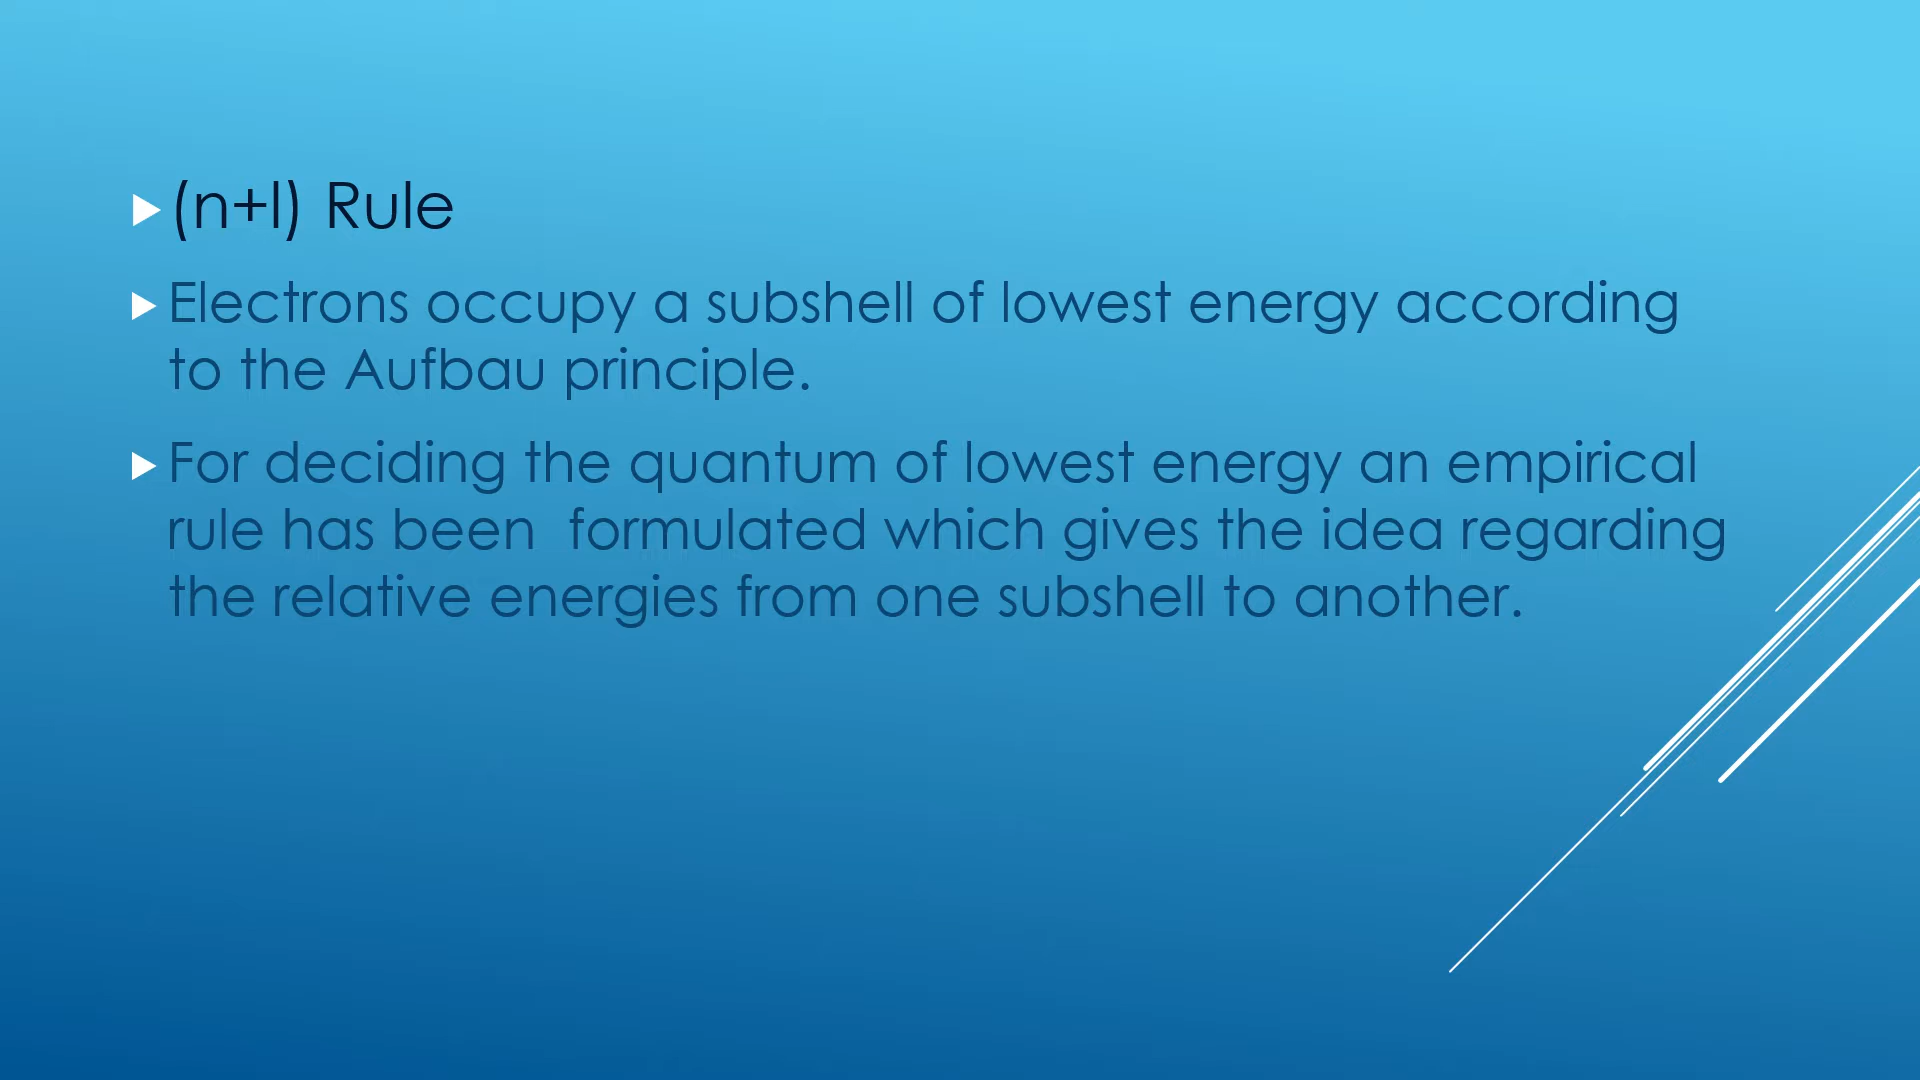 (n+l) Rule
Electrons occupy a subshell of lowest energy according
to the Aufbau principle.
For deciding the quantum of lowest energy an empirical
rule has been  formulated which gives the idea regarding
the relative energies from one subshell to another.